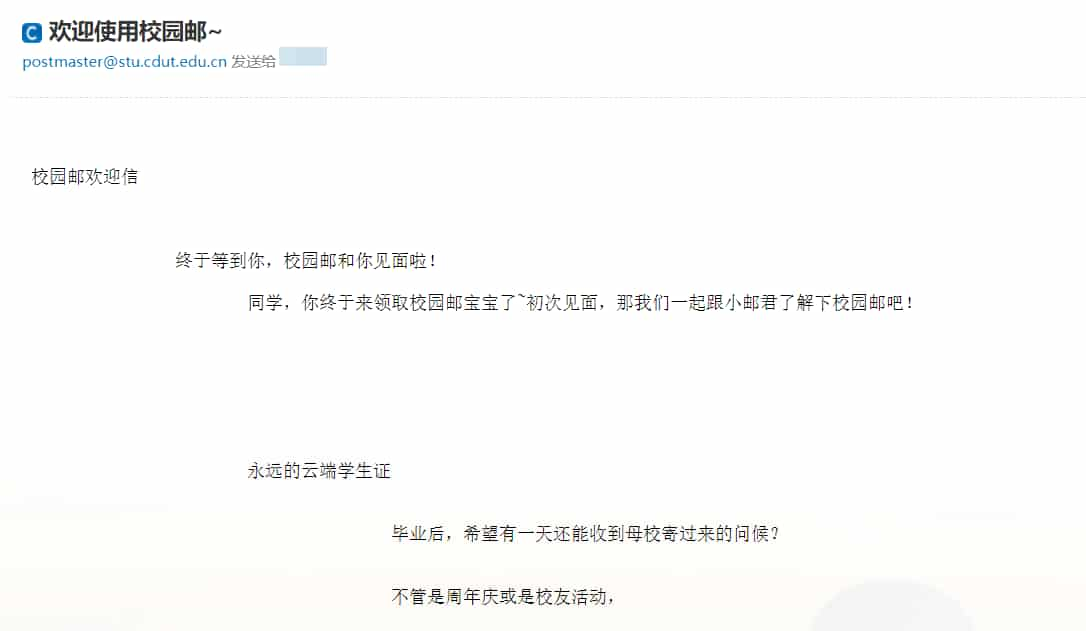 C 欢迎使用校园邮~
postmaster@stu.cdut.edu.cn 发送给
校园邮欢迎信
终于等到你，校园邮和你见面啦！
同学，你终于来领取校园邮宝宝了~初次见面，那我们一起跟小邮君了解下校园邮吧！
永远的云端学生证
毕业后，希望有一天还能收到母校寄过来的问候？
不管是周年庆或是校友活动，